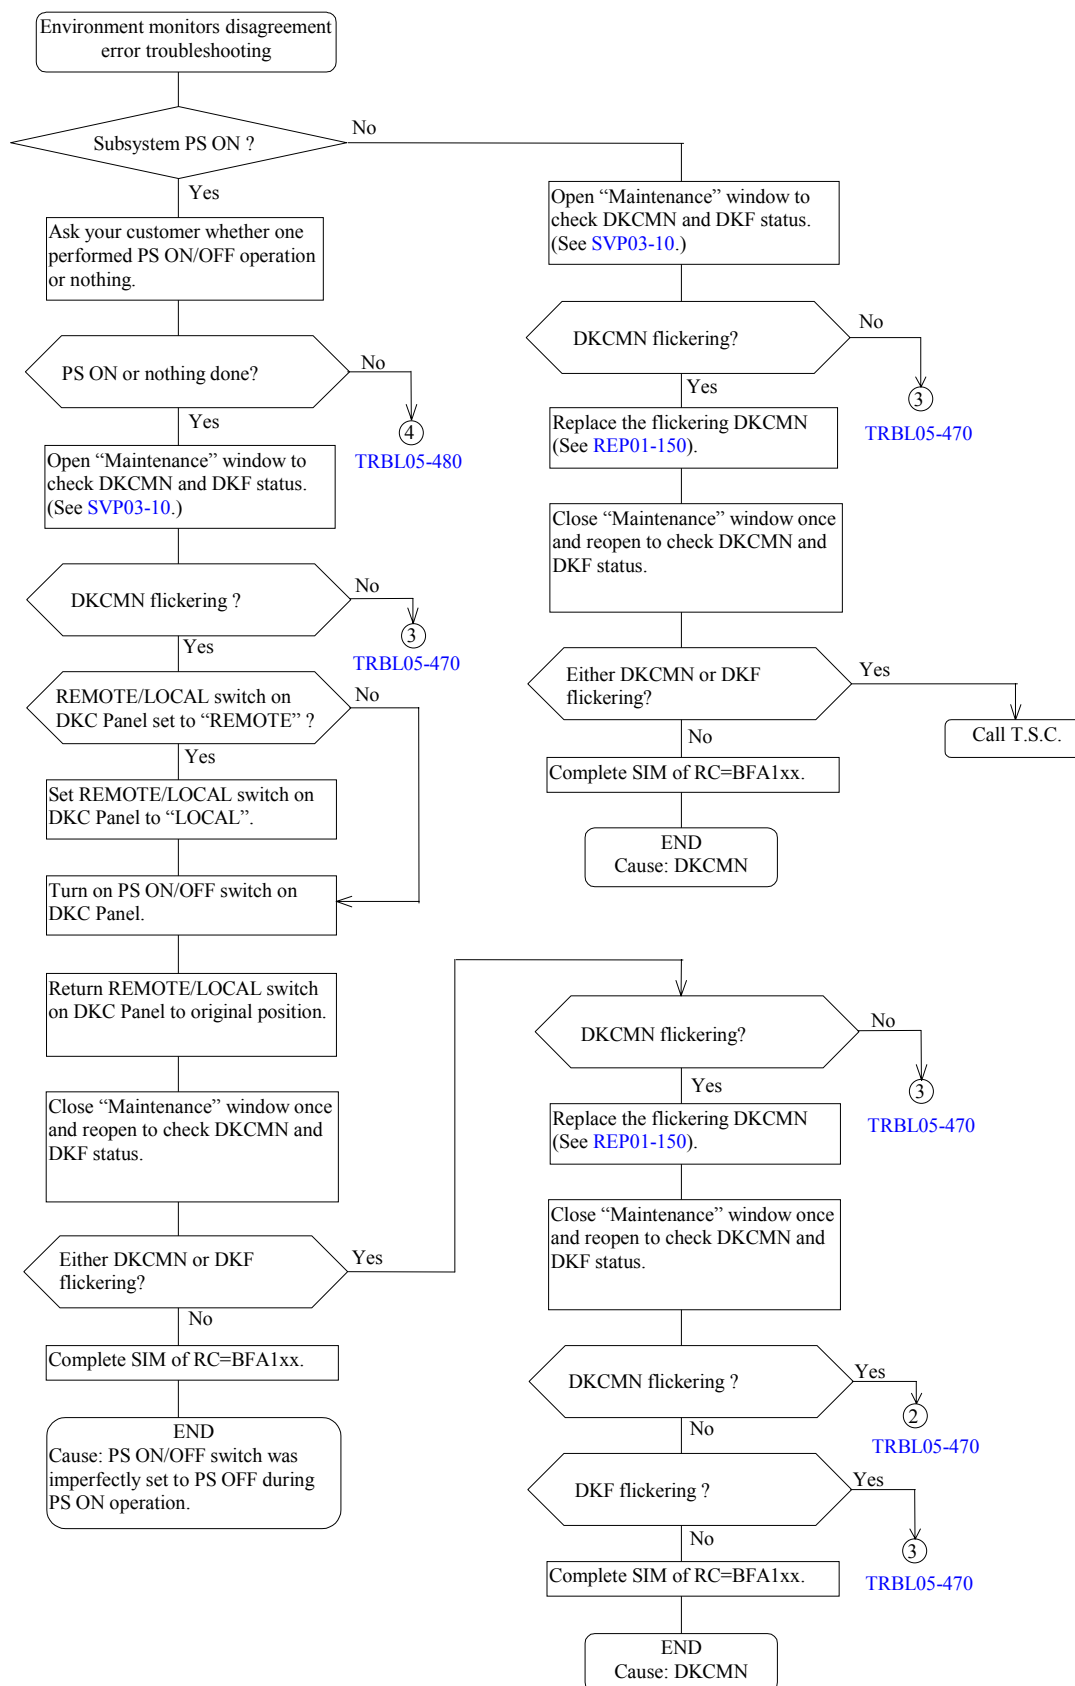 Environment monitors disagreement
error troubleshooting
Subsystem PS ON ?
No
Yes
Ask your customer whether one
performed PS ON/OFF operation
or nothing.
PS ON or nothing done?
No
4
TRBL05-480
Yes
Open “Maintenance” window to
check DKCMN and DKF status.
(See SVP03-10.)
DKCMN flickering ?
No
3
TRBL05-470
Yes
REMOTE/LOCAL switch on
DKC Panel set to “REMOTE” ?
No
Yes
Set REMOTE/LOCAL switch on
DKC Panel to “LOCAL”.
Turn on PS ON/OFF switch on
DKC Panel.
Return REMOTE/LOCAL switch
on DKC Panel to original position.
Close “Maintenance” window once
and reopen to check DKCMN and
DKF status.
Either DKCMN or DKF
flickering?
Yes
No
Complete SIM of RC=BFA1xx.
END
Cause: PS ON/OFF switch was
imperfectly set to PS OFF during
PS ON operation.
Open “Maintenance” window to
check DKCMN and DKF status.
(See SVP03-10.)
DKCMN flickering?
No
3
TRBL05-470
Yes
Replace the flickering DKCMN
(See REP01-150).
Close “Maintenance” window once
and reopen to check DKCMN and
DKF status.
Either DKCMN or DKF
flickering?
Yes
Call T.S.C.
No
Complete SIM of RC=BFA1xx.
END
Cause: DKCMN
DKCMN flickering?
No
3
TRBL05-470
Yes
Replace the flickering DKCMN
(See REP01-150).
Close “Maintenance” window once
and reopen to check DKCMN and
DKF status.
DKCMN flickering ?
Yes
2
TRBL05-470
No
DKF flickering ?
Yes
3
TRBL05-470
No
Complete SIM of RC=BFA1xx.
END
Cause: DKCMN